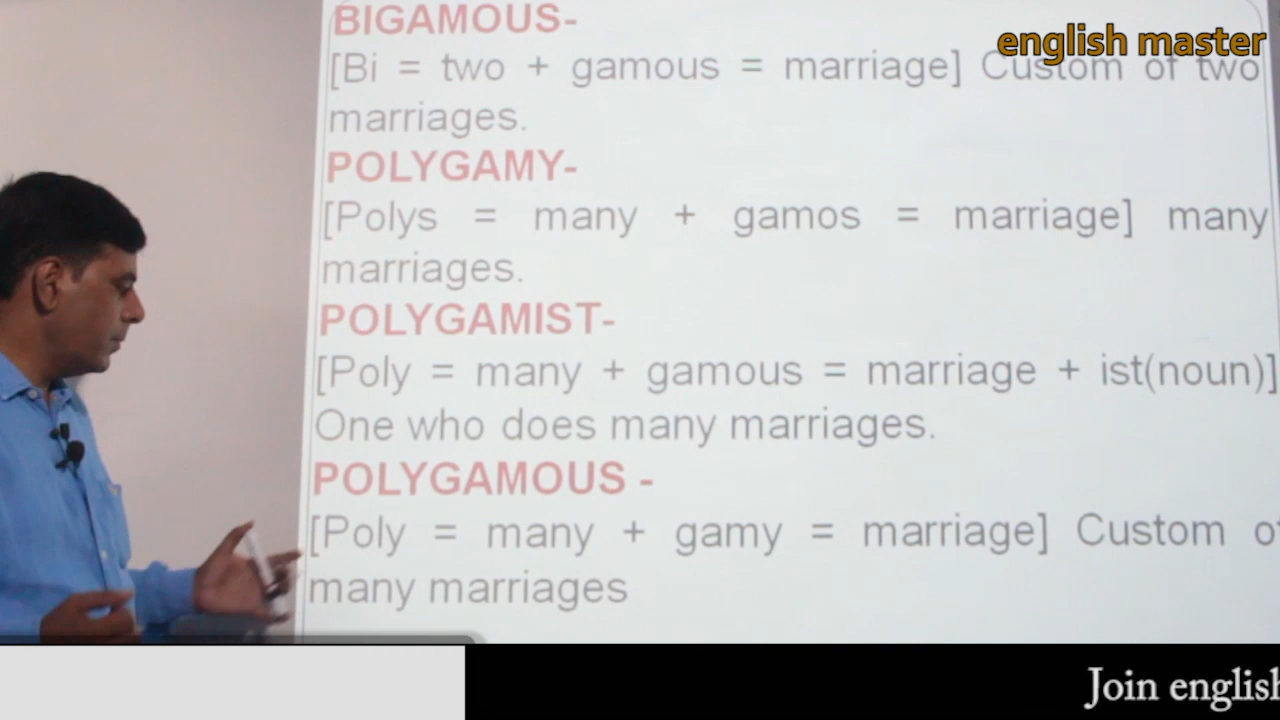 BIGAMOUS-
english master
[Bi = two + gamous = marriage] Custom of two
marriages.
POLYGAMY-
[Polys = many + gamos = marriage] many
marriages.
POLYGAMIST-
[Poly = many + gamous = marriage + ist(noun)]
One who does many marriages.
POLYGAMOUS -
[Poly = many + gamy = marriage] Custom of
many marriages
Join english